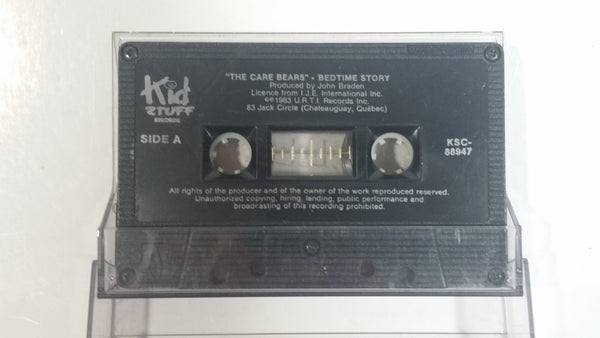 Kid
STUFF
RECORDS
"THE CARE BEARS" - BEDTIME STORY
Produced by John Braden
Licence from I.J.E. International Inc.
©℗1983 U.R.T.I. Records Inc.
83 Jack Circle (Chateauguay, Québec)
SIDE A
KSC-
88947
All rights of the producer and of the owner of the work reproduced reserved.
Unauthorized copying, hiring, landing, public performance and
broadcasting of this recording prohibited.